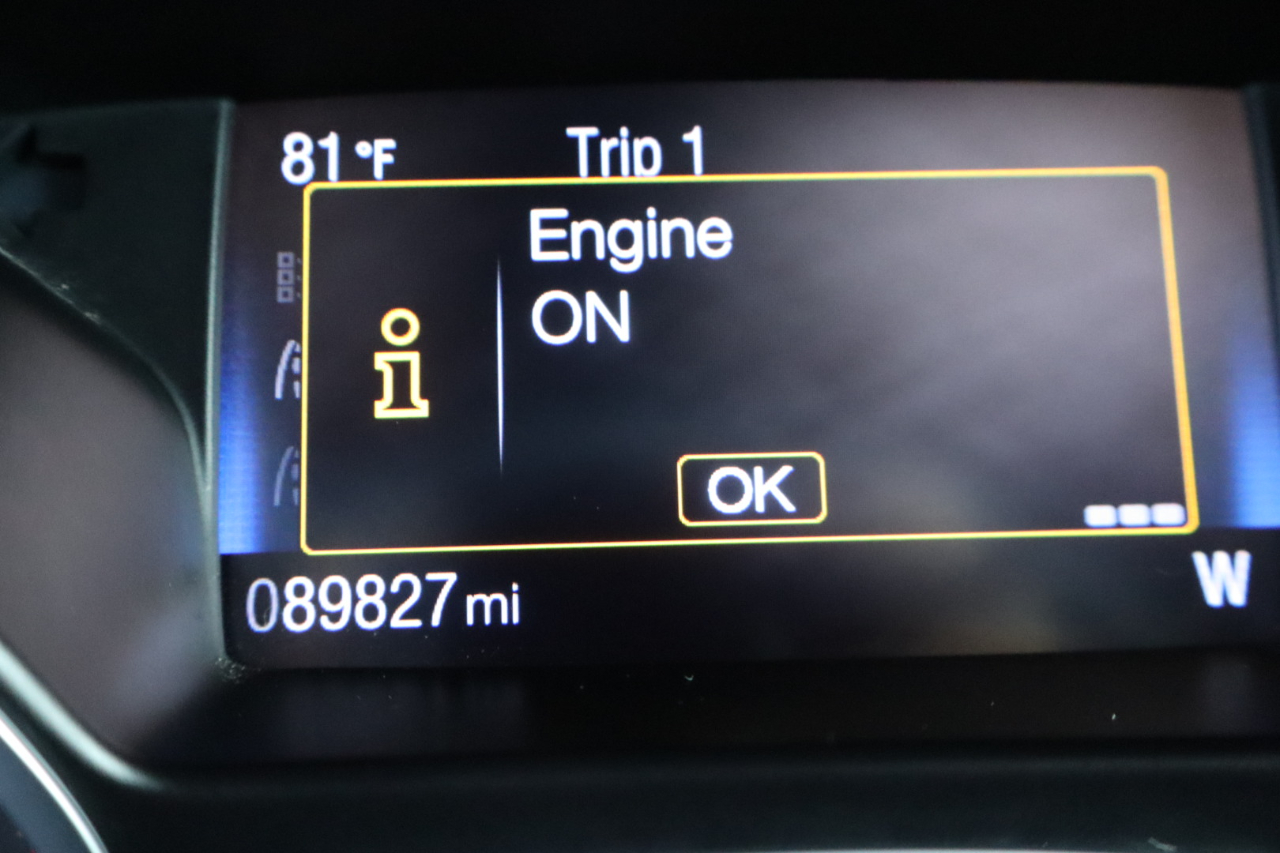 81 °F Trip 1
Engine
ON
OK
089827 mi W